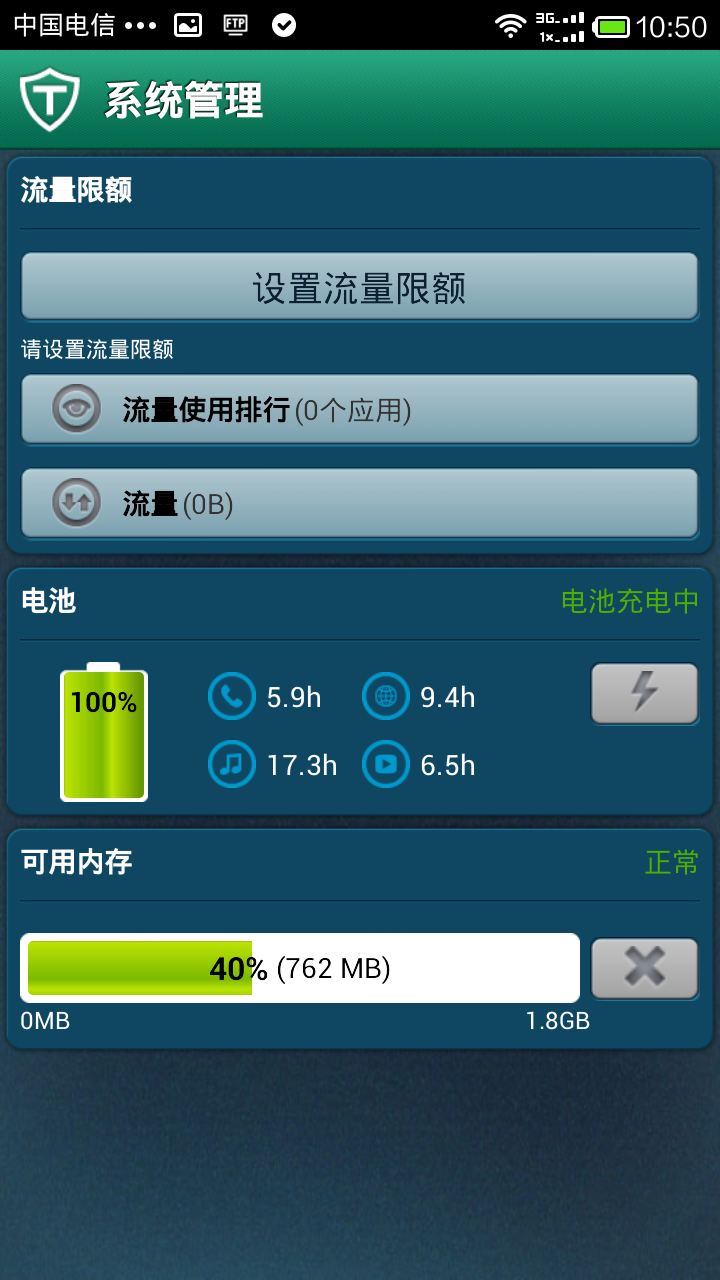 中国电信 ••• FTP 3G 1x 10:50
T 系统管理
流量限额
设置流量限额
请设置流量限额
流量使用排行(0个应用)
流量(0B)
电池 电池充电中
100% 5.9h 9.4h
17.3h 6.5h
可用内存 正常
40% (762 MB)
0MB 1.8GB